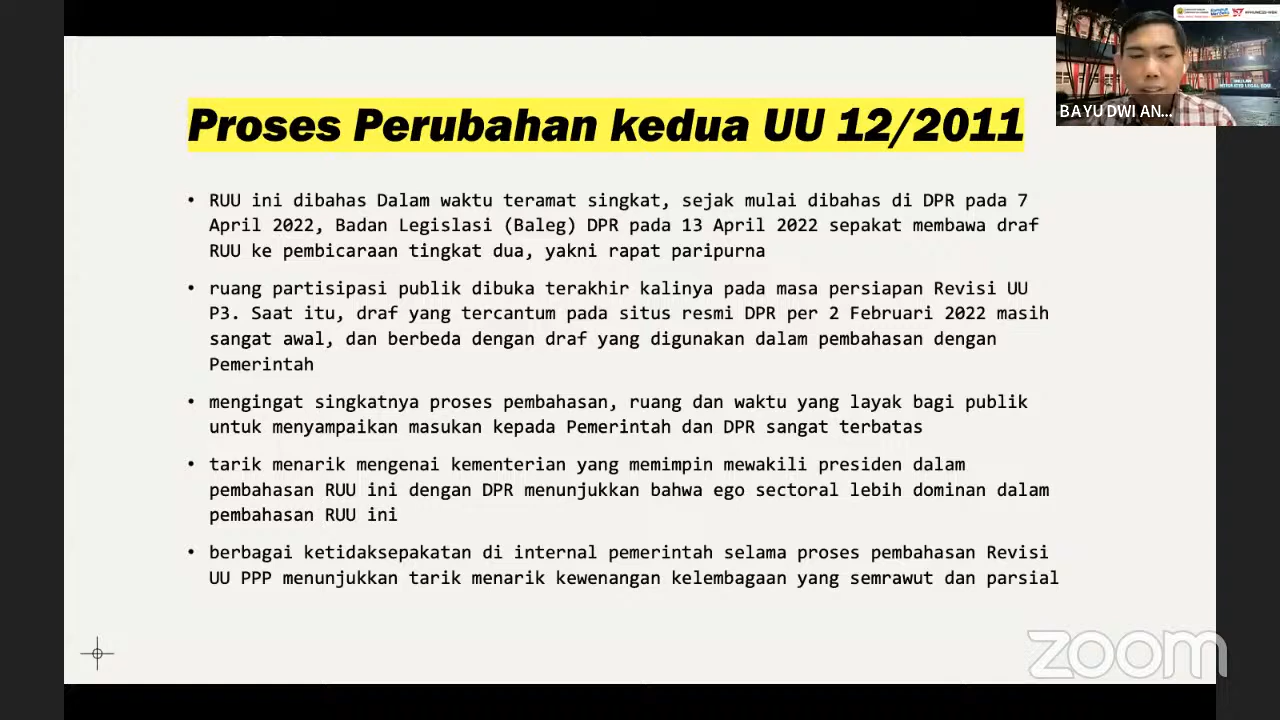 Proses Perubahan kedua UU 12/2011
• RUU ini dibahas Dalam waktu teramat singkat, sejak mulai dibahas di DPR pada 7
April 2022, Badan Legislasi (Baleg) DPR pada 13 April 2022 sepakat membawa draf
RUU ke pembicaraan tingkat dua, yakni rapat paripurna
• ruang partisipasi publik dibuka terakhir kalinya pada masa persiapan Revisi UU
P3. Saat itu, draf yang tercantum pada situs resmi DPR per 2 Februari 2022 masih
sangat awal, dan berbeda dengan draf yang digunakan dalam pembahasan dengan
Pemerintah
• mengingat singkatnya proses pembahasan, ruang dan waktu yang layak bagi publik
untuk menyampaikan masukan kepada Pemerintah dan DPR sangat terbatas
• tarik menarik mengenai kementerian yang memimpin mewakili presiden dalam
pembahasan RUU ini dengan DPR menunjukkan bahwa ego sectoral lebih dominan dalam
pembahasan RUU ini
• berbagai ketidaksepakatan di internal pemerintah selama proses pembahasan Revisi
UU PPP menunjukkan tarik menarik kewenangan kelembagaan yang semrawut dan parsial
BAYU DWI AN...
zoom